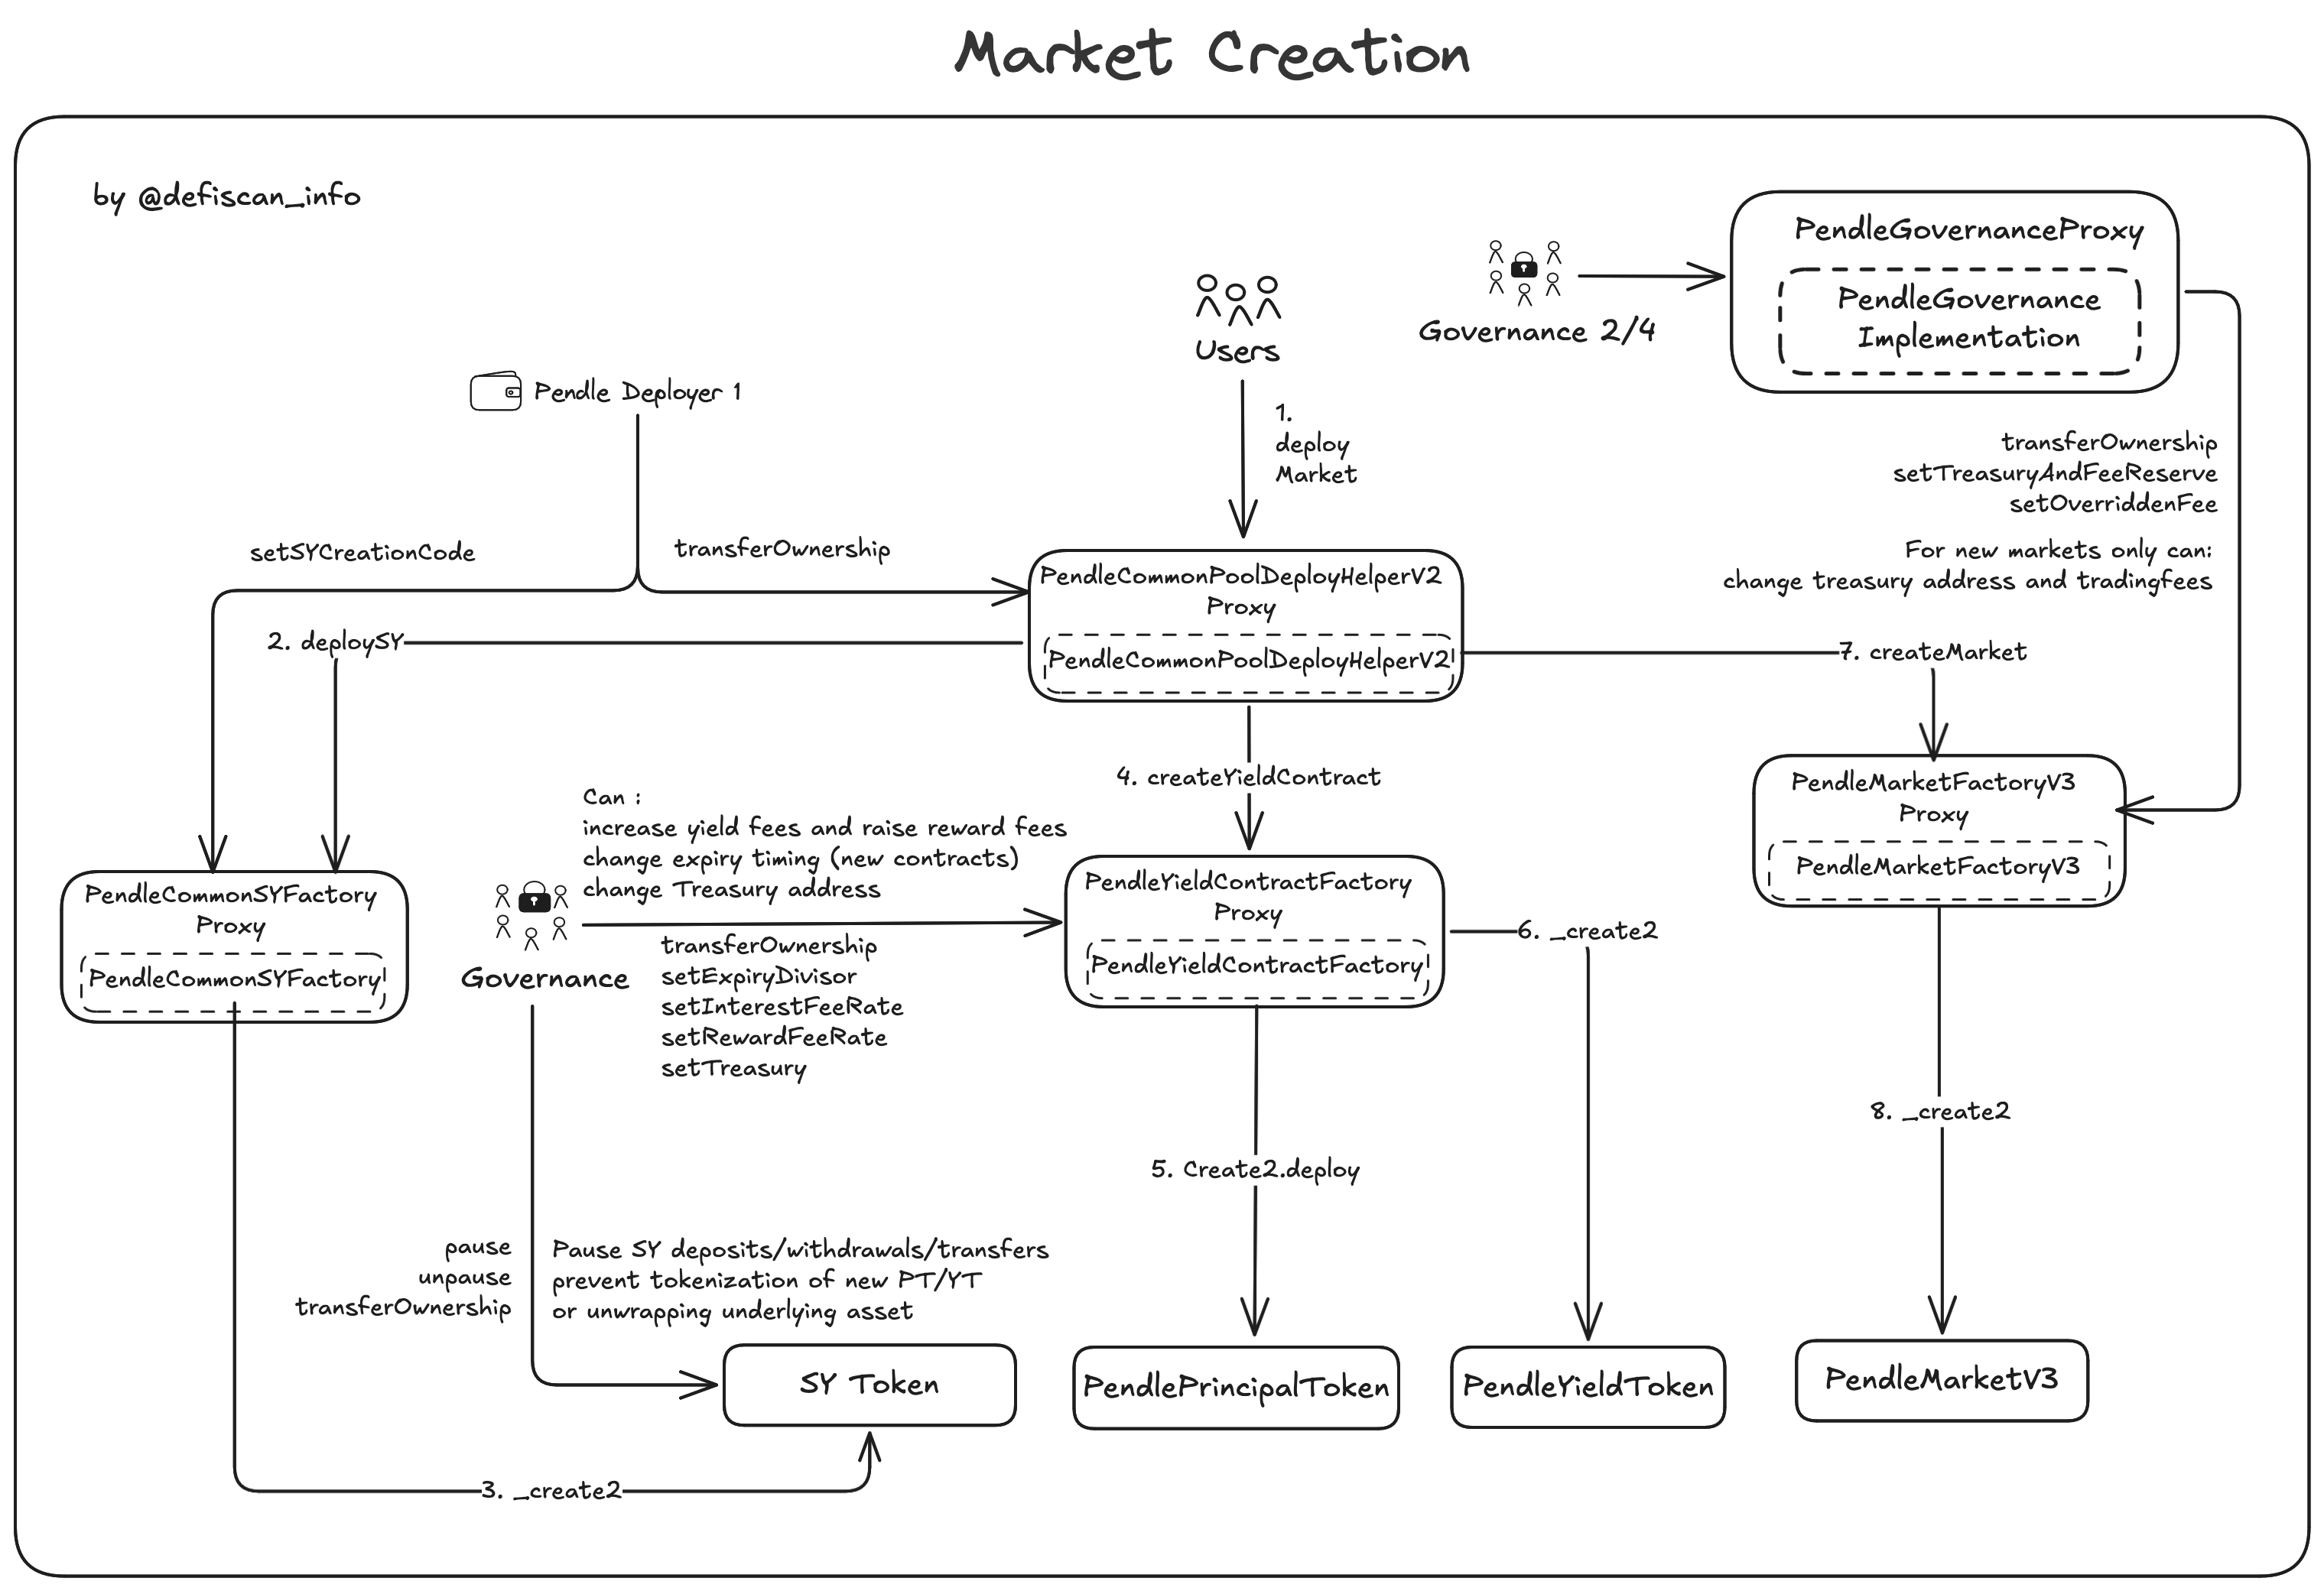 Market Creation
by @defiscan_info
PendleGovernanceProxy
PendleGovernance
Implementation
Governance 2/4
Users
Pendle Deployer 1
1.
deploy
Market
transferOwnership
setTreasuryAndFeeReserve
setOverriddenFee
For new markets only can:
change treasury address and tradingfees
setSYCreationCode
transferOwnership
PendleCommonPoolDeployHelperV2
Proxy
PendleCommonPoolDeployHelperV2
2. deploySY
7. createMarket
4. createYieldContract
PendleMarketFactoryV3
Proxy
PendleMarketFactoryV3
Can :
increase yield fees and raise reward fees
change expiry timing (new contracts)
change Treasury address
PendleCommonSYFactory
Proxy
PendleCommonSYFactory
Governance
transferOwnership
setExpiryDivisor
setInterestFeeRate
setRewardFeeRate
setTreasury
PendleYieldContractFactory
Proxy
PendleYieldContractFactory
6. _create2
8. _create2
5. Create2.deploy
pause
unpause
transferOwnership
Pause SY deposits/withdrawals/transfers
prevent tokenization of new PT/YT
or unwrapping underlying asset
SY Token
PendlePrincipalToken
PendleYieldToken
PendleMarketV3
3. _create2